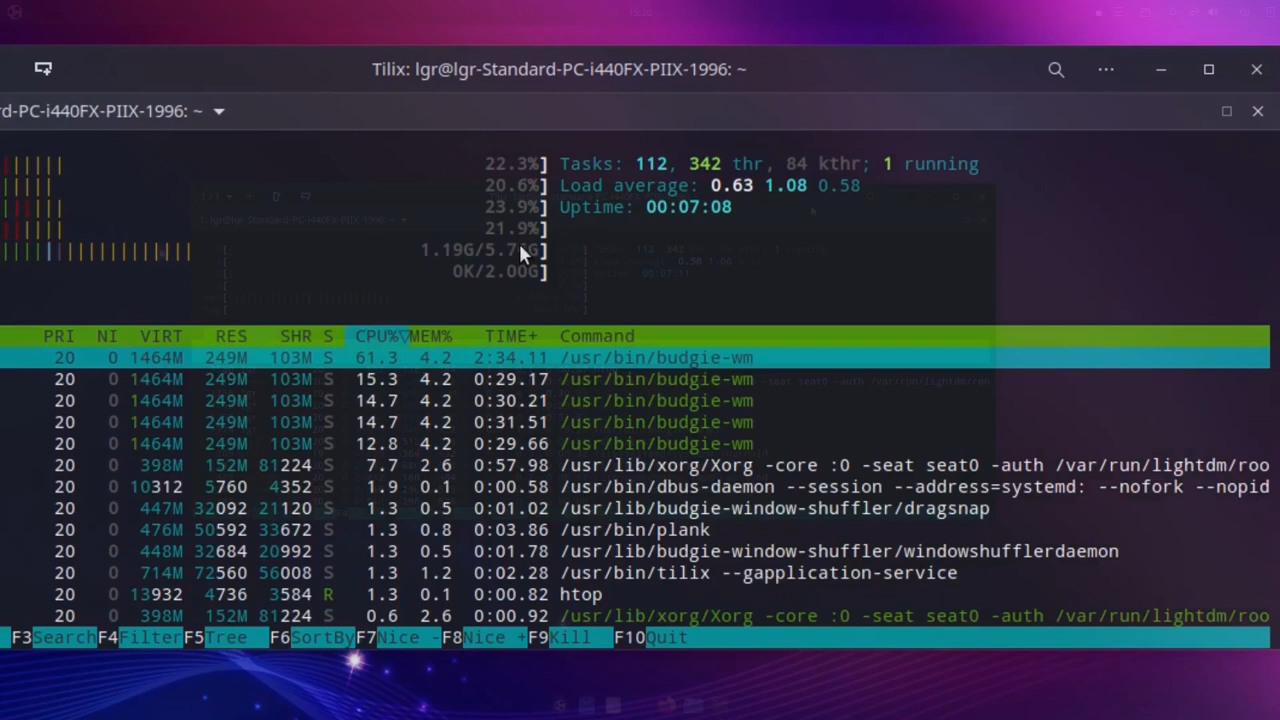 Tilix: lgr@lgr-Standard-PC-i440FX-PIIX-1996: ~
rd-PC-i440FX-PIIX-1996: ~
22.3%] Tasks: 112, 342 thr, 84 kthr; 1 running
20.6%] Load average: 0.63 1.08 0.58
23.9%] Uptime: 00:07:08
21.9%]
1.19G/5.7 G]
0K/2.00G]
PRI NI VIRT RES SHR S CPU%▽MEM% TIME+ Command
20 0 1464M 249M 103M S 61.3 4.2 2:34.11 /usr/bin/budgie-wm
20 0 1464M 249M 103M S 15.3 4.2 0:29.17 /usr/bin/budgie-wm
20 0 1464M 249M 103M S 14.7 4.2 0:30.21 /usr/bin/budgie-wm
20 0 1464M 249M 103M S 14.7 4.2 0:31.51 /usr/bin/budgie-wm
20 0 1464M 249M 103M S 12.8 4.2 0:29.66 /usr/bin/budgie-wm
20 0 398M 152M 81224 S 7.7 2.6 0:57.98 /usr/lib/xorg/Xorg -core :0 -seat seat0 -auth /var/run/lightdm/roo
20 0 10312 5760 4352 S 1.9 0.1 0:00.58 /usr/bin/dbus-daemon --session --address=systemd: --nofork --nopid
20 0 447M 32092 21120 S 1.3 0.5 0:01.02 /usr/lib/budgie-window-shuffler/dragsnap
20 0 476M 50592 33672 S 1.3 0.8 0:03.86 /usr/bin/plank
20 0 448M 32684 20992 S 1.3 0.5 0:01.78 /usr/lib/budgie-window-shuffler/windowshufflerdaemon
20 0 714M 72560 56008 S 1.3 1.2 0:02.28 /usr/bin/tilix --gapplication-service
20 0 13932 4736 3584 R 1.3 0.1 0:00.92 htop
20 0 398M 152M 81224 S 0.6 2.6 0:00.82 /usr/lib/xorg/Xorg -core :0 -seat seat0 -auth /var/run/lightdm/roo
F3Search F4Filter F5Tree F6SortBy F7Nice - F8Nice + F9Kill F10Quit